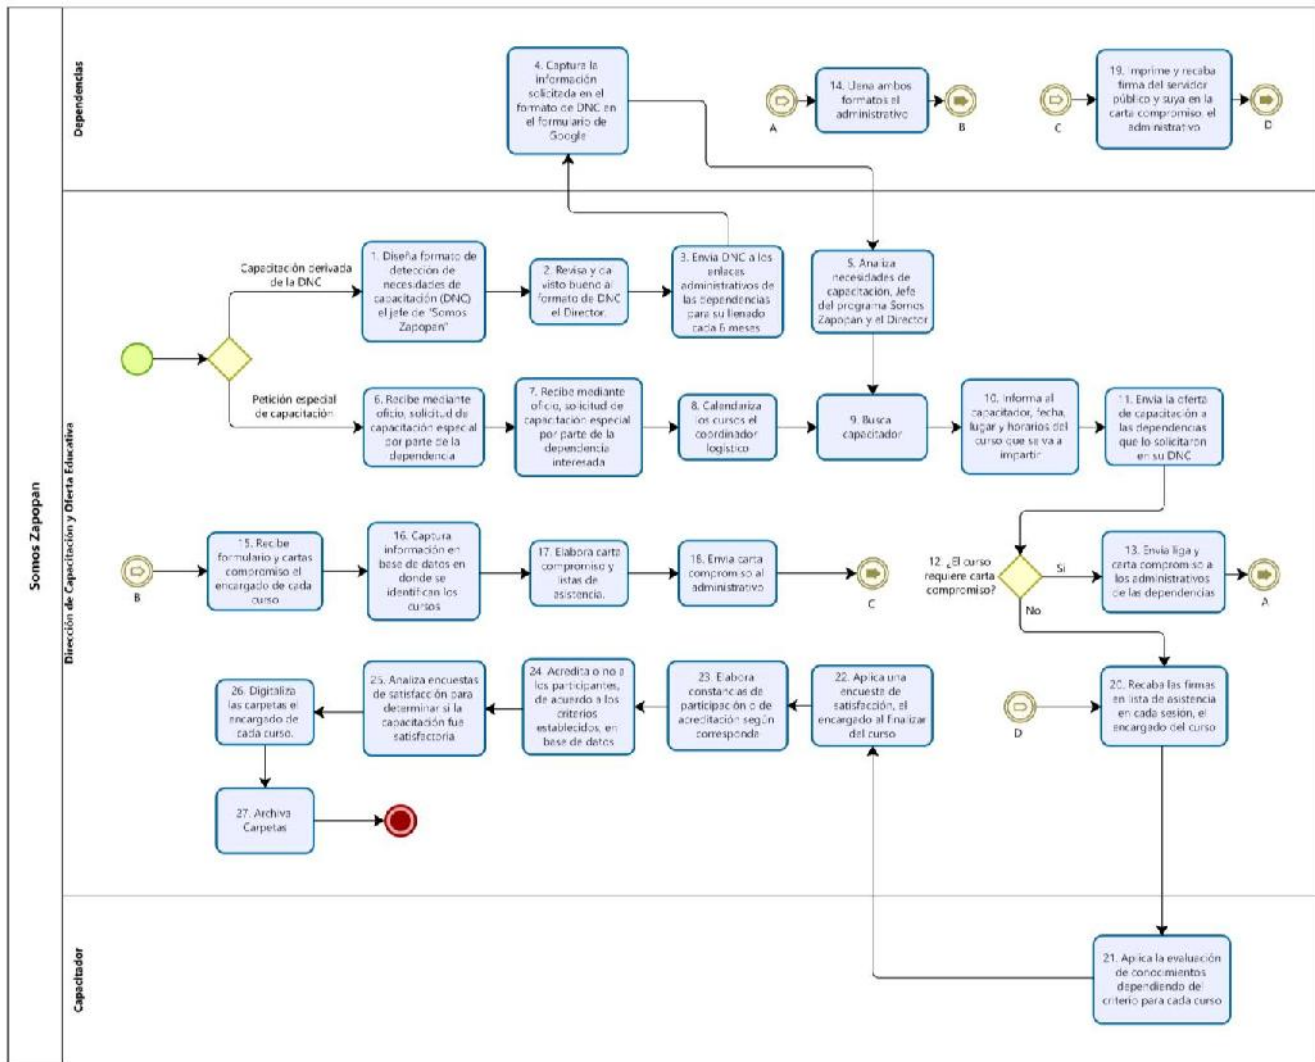 Somos Zapopan
Dependencias
4. Captura la
información
solicitada en el
formato de DNC en
el formulario de
Google
A
14. Llena ambos
formatos el
administrativo
B
C
19. Imprime y recaba
firma del servidor
público y suya en la
carta compromiso, el
administrativo
D
Dirección de Capacitación y Oferta Educativa
Capacitación derivada
de la DNC
1. Diseña formato de
detección de
necesidades de
capacitación (DNC)
el jefe de "Somos
Zapopan"
2. Revisa y da
visto bueno al
formato de DNC
el Director.
3. Envia DNC a los
enlaces
administrativos de
las dependencias
para su llenado
cada 6 meses
5. Analiza
necesidades de
capacitación, Jefe
del programa Somos
Zapopan y el Director
Petición especial
de capacitación
6. Recibe mediante
oficio, solicitud de
capacitación especial
por parte de la
dependencia
7. Recibe mediante
oficio, solicitud de
capacitación especial
por parte de la
dependencia
interesada
8. Calendariza
los cursos el
coordinador
logístico
9. Busca
capacitador
10. Informa al
capacitador, fecha,
lugar y horarios del
curso que se va a
impartir
11. Envia la oferta
de capacitación a
las dependencias
que lo solicitaron
en su DNC
B
15. Recibe
formulario y cartas
compromiso el
encargado de cada
curso
16. Captura
información en
base de datos en
donde se
identifican los
cursos
17. Elabora carta
compromiso y
listas de
asistencia.
18. Envia carta
compromiso al
administrativo
C
12. ¿El curso
requiere carta
compromiso?
Si
No
13. Envia liga y
carta compromiso a
los administrativos
de las dependencias
A
26. Digitaliza
las carpetas el
encargado de
cada curso.
25. Analiza encuestas
de satisfacción para
determinar si la
capacitación fue
satisfactoria
24. Acredita o no a
los participantes,
de acuerdo a los
criterios
establecidos, en
base de datos
23. Elabora
constancias de
participación o de
acreditación según
corresponda
22. Aplica una
encuesta de
satisfacción, el
encargado al finalizar
del curso
D
20. Recaba las firmas
en lista de asistencia
en cada sesión, el
encargado del curso
27. Archiva
Carpetas
Capacitador
21. Aplica la evaluación
de conocimientos
dependiendo del
criterio para cada curso